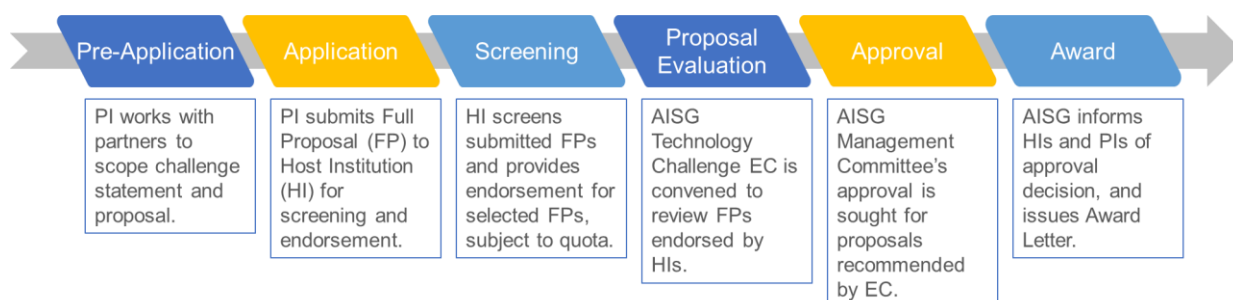 Pre-Application
Application
Screening
Proposal
Evaluation
Approval
Award
PI works with
partners to
scope challenge
statement and
proposal.
PI submits Full
Proposal (FP) to
Host Institution
(HI) for
screening and
endorsement.
HI screens
submitted FPs
and provides
endorsement for
selected FPs,
subject to quota.
AISG
Technology
Challenge EC is
convened to
review FPs
endorsed by
HIs.
AISG
Management
Committee's
approval is
sought for
proposals
recommended
by EC.
AISG informs
HIs and PIs of
approval
decision, and
issues Award
Letter.